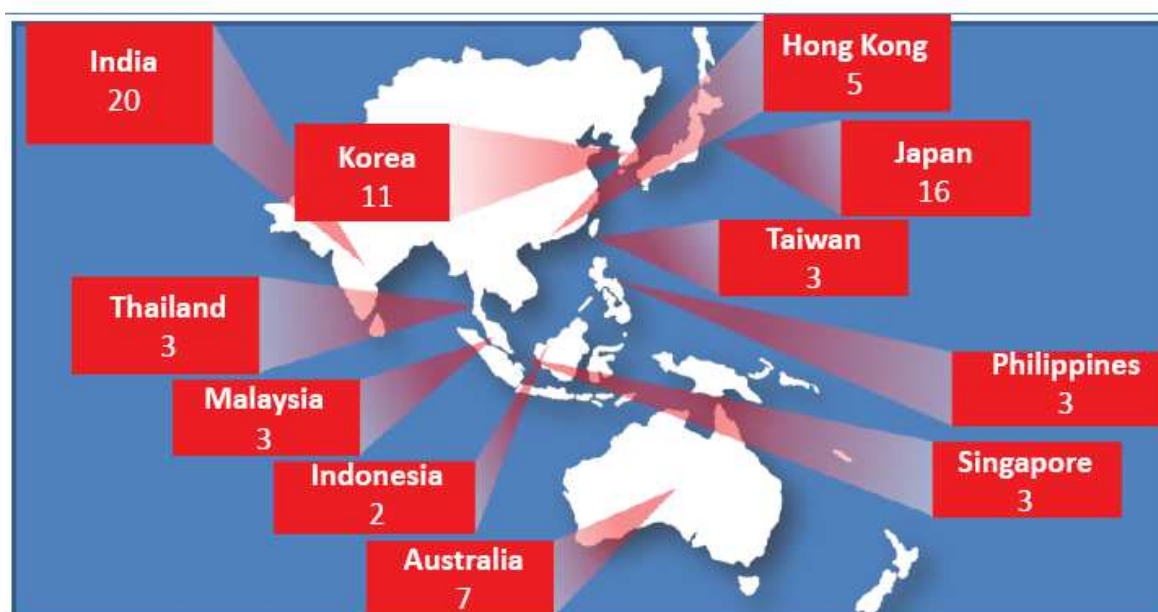 India
20
Hong Kong
5
Korea
11
Japan
16
Taiwan
3
Thailand
3
Philippines
3
Malaysia
3
Singapore
3
Indonesia
2
Australia
7